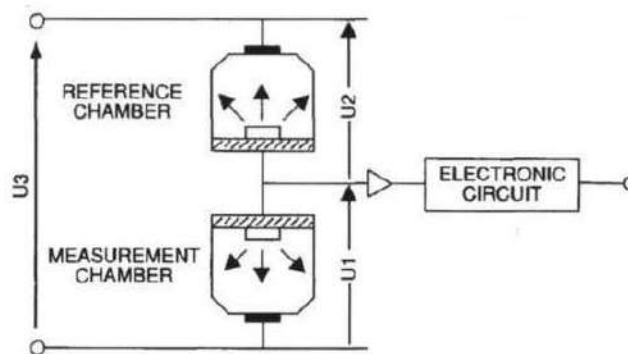 REFERENCE
CHAMBER
U2
U3
ELECTRONIC
CIRCUIT
MEASUREMENT
CHAMBER
U1